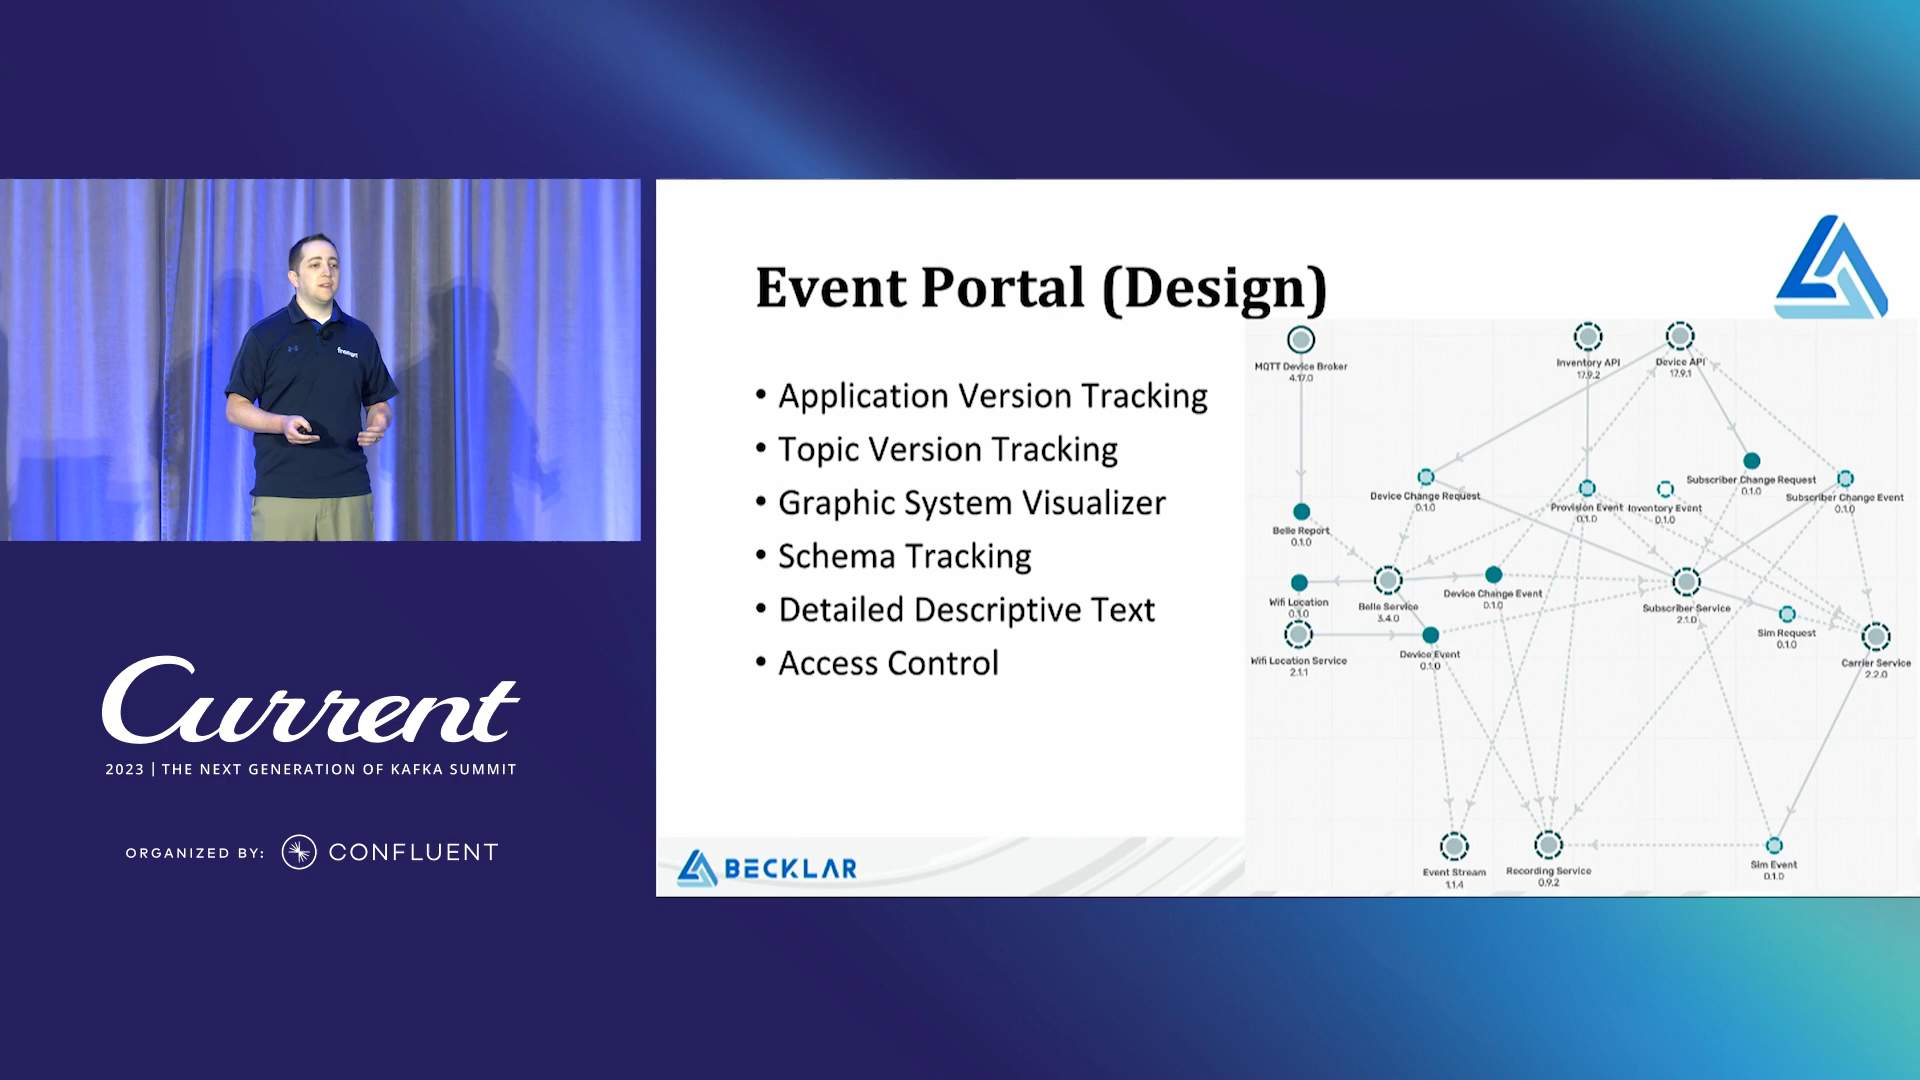 Event Portal (Design)
• Application Version Tracking
• Topic Version Tracking
• Graphic System Visualizer
• Schema Tracking
• Detailed Descriptive Text
• Access Control
MQTT Device Broker
4.17.0
Inventory API
17.9.2
Device API
17.9.1
Device Change Request
0.1.0
Provision Event
0.1.0
Inventory Event
0.1.0
Subscriber Change Request
0.1.0
Subscriber Change Event
0.1.0
Belle Report
0.1.0
Wifi Location
0.1.0
Belle Service
3.4.0
Device Change Event
0.1.0
Subscriber Service
2.1.0
Sim Request
0.1.0
Carrier Service
2.2.0
Wifi Location Service
2.1.1
Device Event
0.1.0
Event Stream
1.1.4
Recording Service
0.9.2
Sim Event
0.1.0
BECKLAR
Current
2023 | THE NEXT GENERATION OF KAFKA SUMMIT
ORGANIZED BY: CONFLUENT